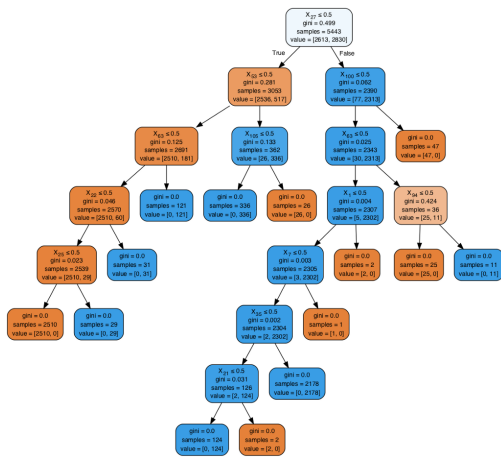 X27 ≤ 0.5
gini = 0.499
samples = 5443
value = [2613, 2830]
True
False
X53 ≤ 0.5
gini = 0.281
samples = 3053
value = [2536, 517]
X100 ≤ 0.5
gini = 0.062
samples = 2390
value = [77, 2313]
≤ 0.5
gini = 0.125
samples = 2691
value = [2510, 181]
X105 ≤ 0.5
gini = 0.133
samples = 362
value = [26, 336]
X63 ≤ 0.5
gini = 0.025
samples = 2343
value = [30, 2313]
gini = 0.0
samples = 47
value = [47, 0]
X22 ≤ 0.5
gini = 0.046
samples = 2570
value = [2510, 60]
gini = 0.0
samples = 121
value = [0, 121]
gini = 0.0
samples = 336
value = [0, 336]
gini = 0.0
samples = 26
value = [26, 0]
X1 ≤ 0.5
gini = 0.004
samples = 2307
value = [5, 2302]
X94 ≤ 0.5
gini = 0.424
samples = 36
value = [25, 11]
≤ 0.5
gini = 0.023
samples = 2539
value = [2510, 29]
gini = 0.0
samples = 31
value = [0, 31]
X7 ≤ 0.5
gini = 0.003
samples = 2305
value = [3, 2302]
gini = 0.0
samples = 2
value = [2, 0]
gini = 0.0
samples = 25
value = [25, 0]
gini = 0.0
samples = 11
value = [0, 11]
gini = 0.0
samples = 2510
value = [2510, 0]
gini = 0.0
samples = 29
value = [0, 29]
≤ 0.5
gini = 0.002
samples = 2304
value = [2, 2302]
gini = 0.0
samples = 1
value = [1, 0]
X21 ≤ 0.5
gini = 0.031
samples = 126
value = [2, 124]
gini = 0.0
samples = 2178
value = [0, 2178]
gini = 0.0
samples = 124
value = [0, 124]
gini = 0.0
samples = 2
value = [2, 0]